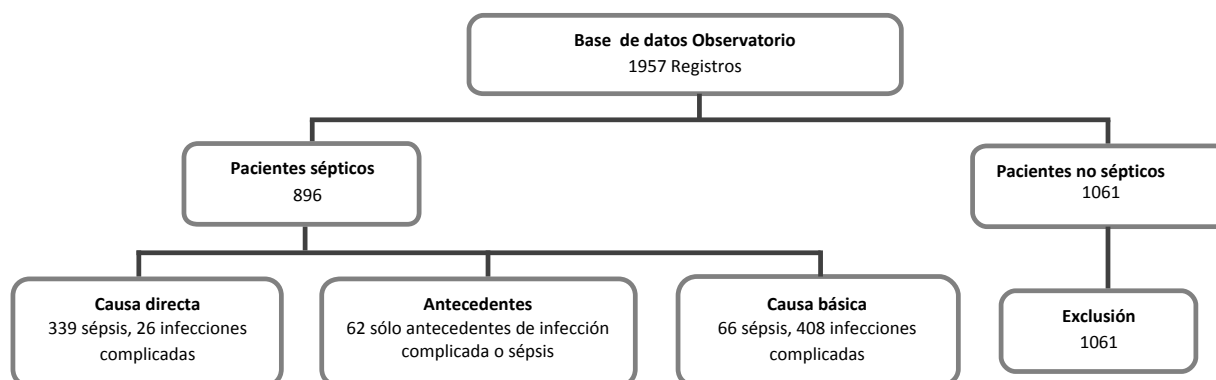 Base de datos Observatorio
1957 Registros
Pacientes sépticos
896
Pacientes no sépticos
1061
Causa directa
339 sépsis, 26 infecciones
complicadas
Antecedentes
62 sólo antecedentes de infección
complicada o sépsis
Causa básica
66 sépsis, 408 infecciones
complicadas
Exclusión
1061